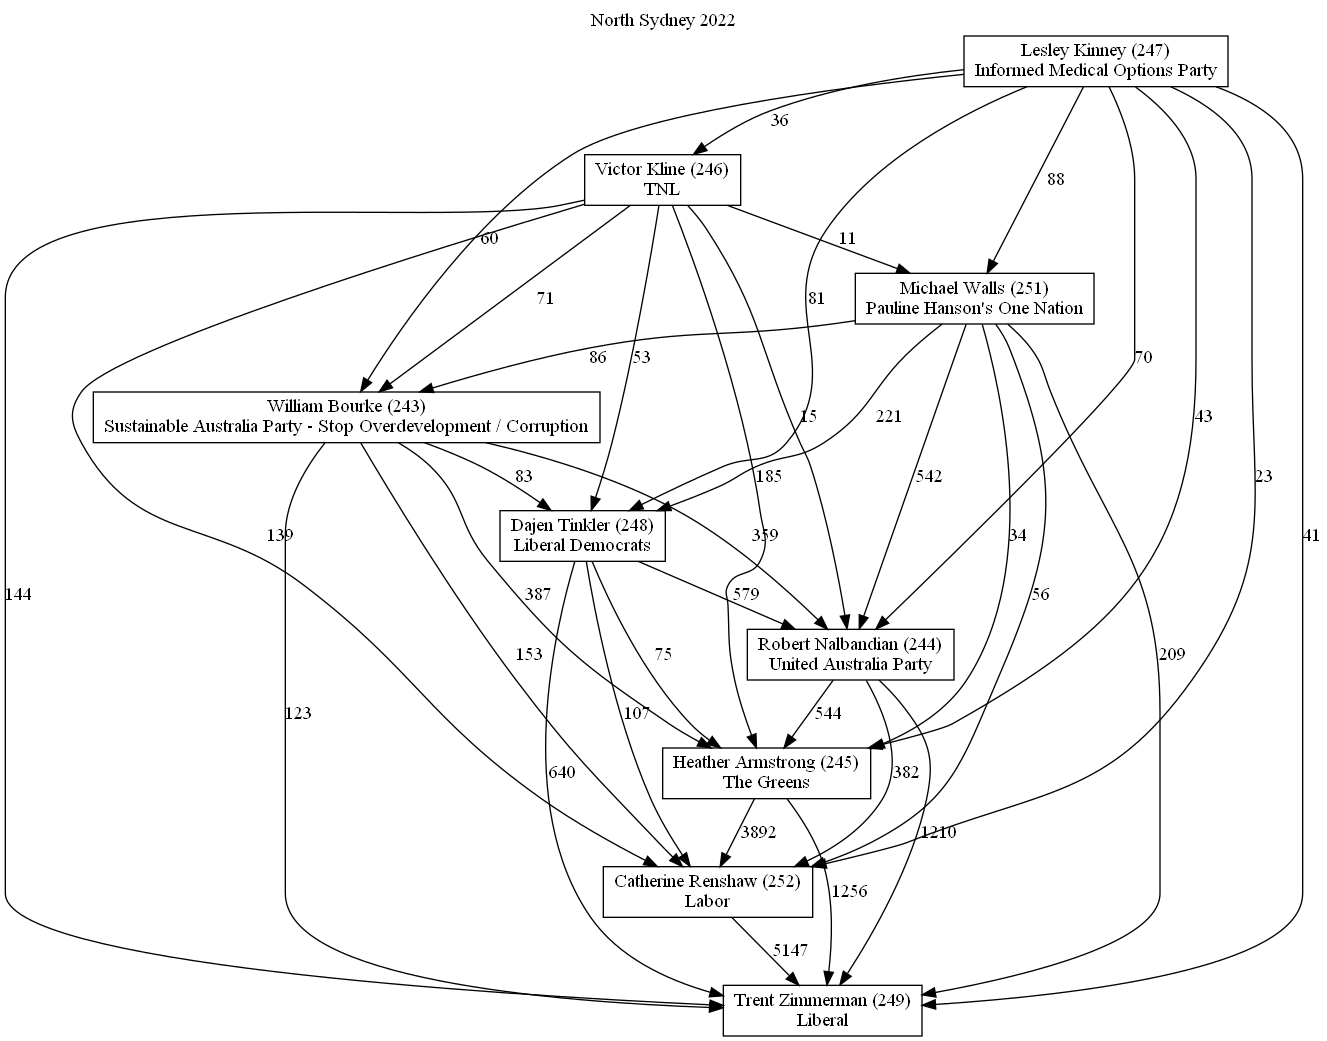 North Sydney 2022
Lesley Kinney (247)
Informed Medical Options Party
36
Victor Kline (246)
TNL
88
60
11
Michael Walls (251)
Pauline Hanson's One Nation
71
81
86
53
70
William Bourke (243)
Sustainable Australia Party - Stop Overdevelopment / Corruption
15
221
43
83
185
542
23
Dajen Tinkler (248)
Liberal Democrats
139
359
34
41
144
387
579
56
Robert Nalbandian (244)
United Australia Party
153
75
209
123
107
544
Heather Armstrong (245)
The Greens
640
382
3892
1210
Catherine Renshaw (252)
Labor
1256
5147
Trent Zimmerman (249)
Liberal